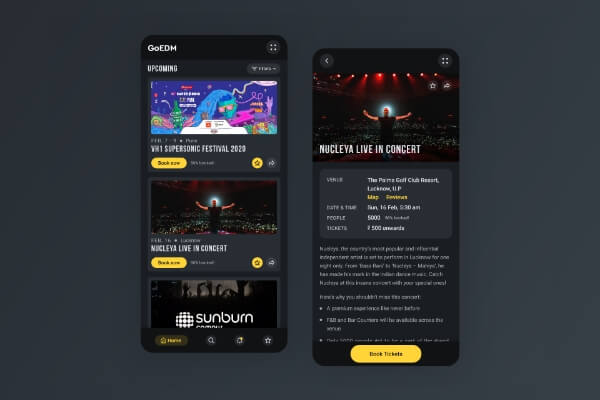 GoEDM
UPCOMING
Filters
FEB, 7 - 9 • Pune
VH1 SUPERSONIC FESTIVAL 2020
Book now
FEB, 16 • Lucknow
NUCLEYA LIVE IN CONCERT
Book now
sunburn
Home
NUCLEYA LIVE IN CONCERT
VENUE
The Palms Golf Club Resort,
Lucknow, U.P
Map Reviews
DATE & TIME
Sun, 16 Feb, 5:30 am
PEOPLE
5000
TICKETS
₹ 500 onwards
Nucleya, the country's most popular and influential
independent artist is set to perform in Lucknow for one
night only. From 'Bass Rani' to 'Nucleya – Mahoys', he
has made his mark in the Indian dance music. Catch
Nucleya at this insane concert with your specials!
Here's why you shouldn't miss this concert:
A premium experience like never before
F&B and Bar Counters will be available across the
venue
Book Tickets